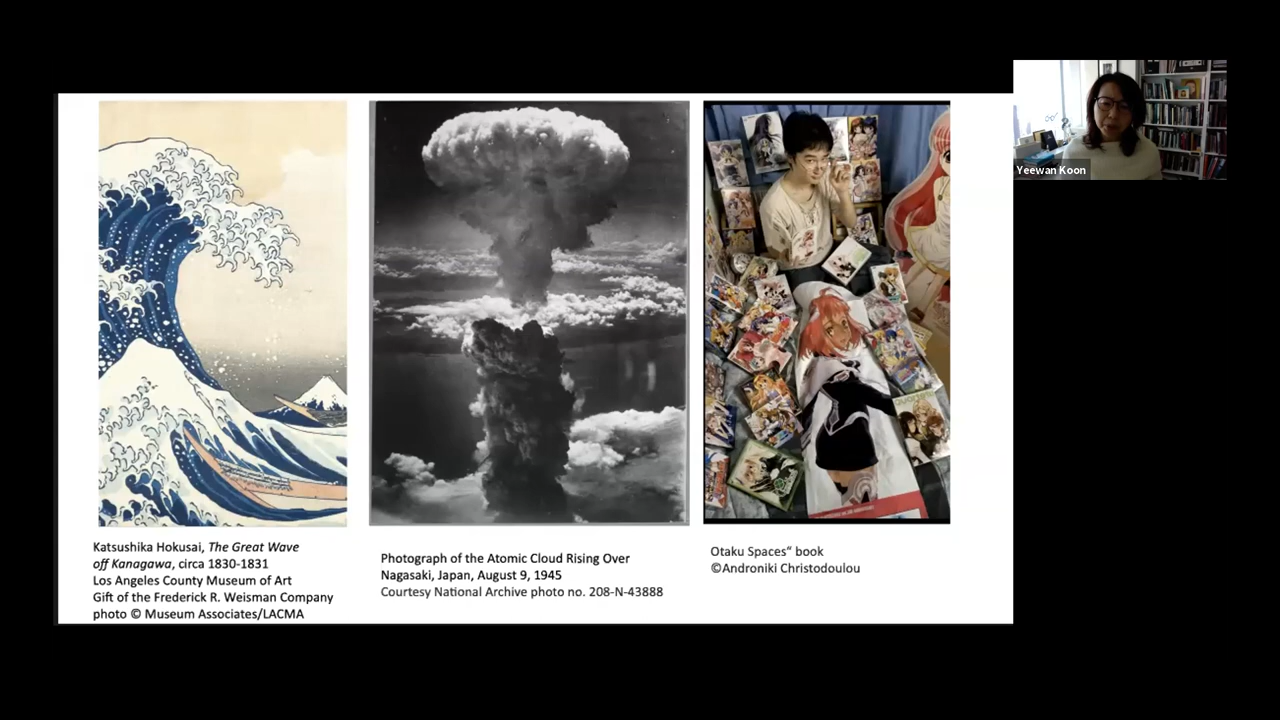 Yeewan Koon
Katsushika Hokusai, The Great Wave
off Kanagawa, circa 1830-1831
Los Angeles County Museum of Art
Gift of the Frederick R. Weisman Company
photo © Museum Associates/LACMA
Photograph of the Atomic Cloud Rising Over
Nagasaki, Japan, August 9, 1945
Courtesy National Archive photo no. 208-N-43888
Otaku Spaces“ book
©Androniki Christodoulou